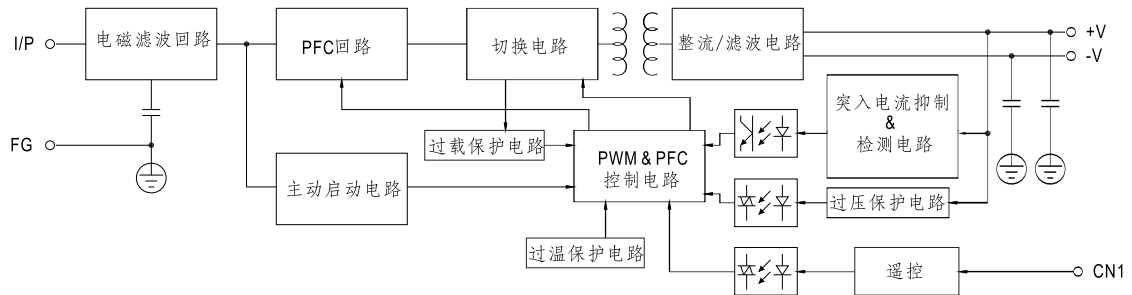 I/P
电磁滤波回路
PFC回路
切换电路
整流/滤波电路
+V
-V
FG
主动启动电路
过载保护电路
PWM & PFC
控制电路
过温保护电路
突入电流抑制
&
检测电路
过压保护电路
遥控
CN1